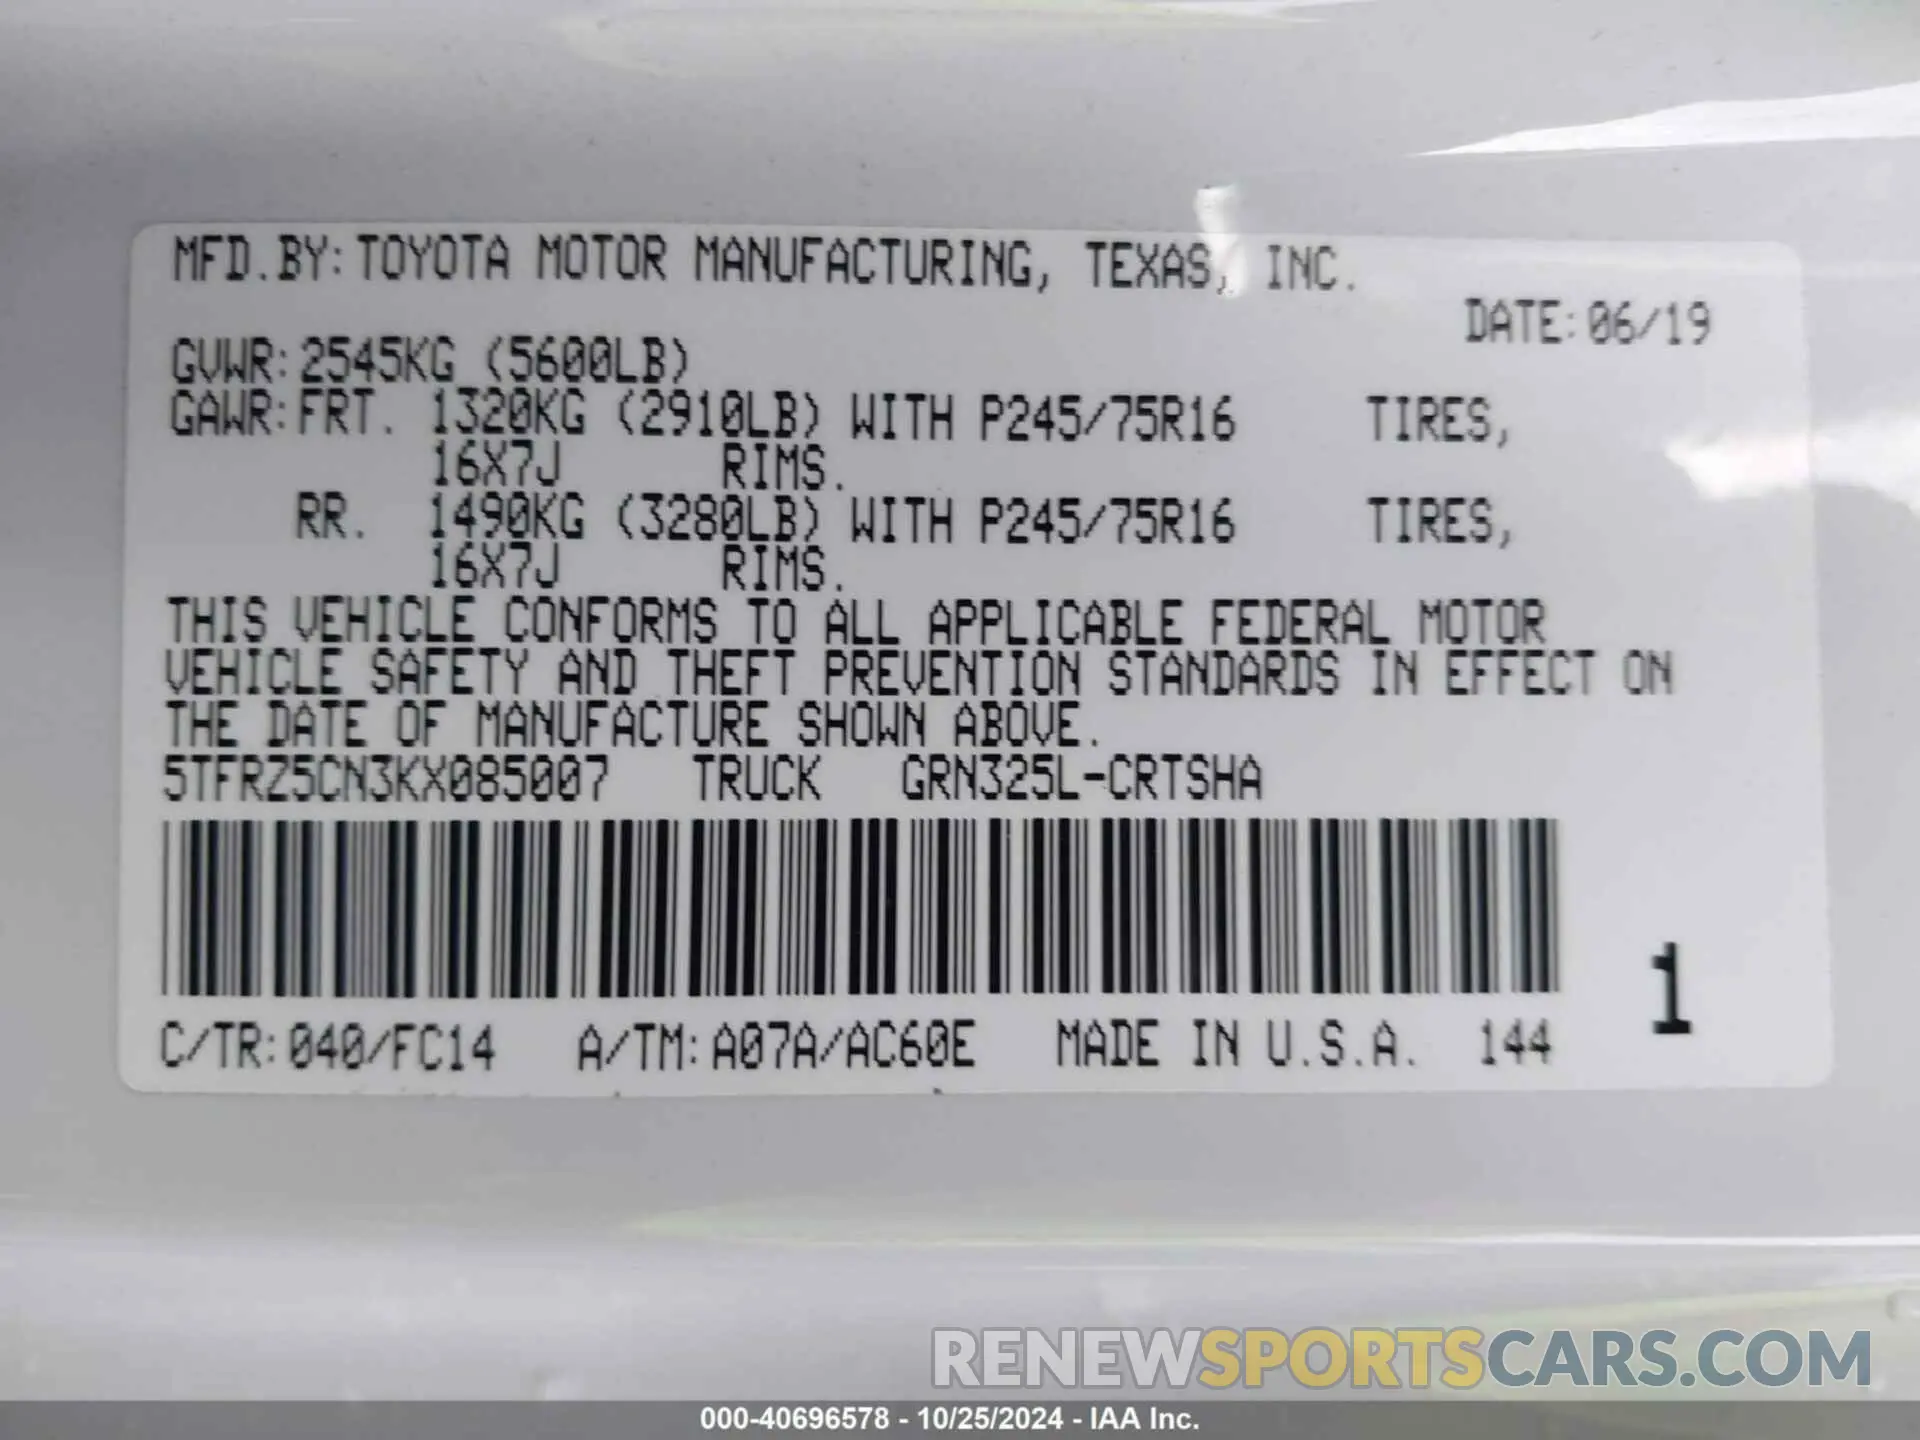 MFD.BY:TOYOTA MOTOR MANUFACTURING, TEXAS, INC.
DATE:06/19
GVWR:2545KG (5600LB)
GAWR:FRT. 1320KG (2910LB) WITH P245/75R16 TIRES,
16X7J RIMS.
RR. 1490KG (3280LB) WITH P245/75R16 TIRES,
16X7J RIMS.
THIS VEHICLE CONFORMS TO ALL APPLICABLE FEDERAL MOTOR
VEHICLE SAFETY AND THEFT PREVENTION STANDARDS IN EFFECT ON
THE DATE OF MANUFACTURE SHOWN ABOVE.
5TFRZ5CN3KX085007 TRUCK GRN325L-CRTSHA
1
C/TR:040/FC14 A/TM:A07A/AC60E MADE IN U.S.A. 144
RENEWSPORTSCARS.COM
000-40696578 - 10/25/2024 - IAA Inc.